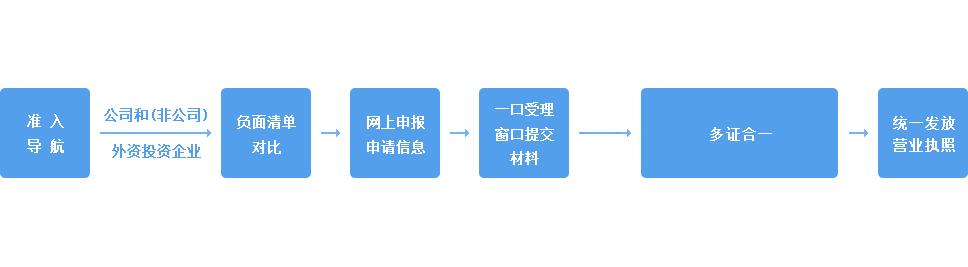 准 入
导 航
公司和(非公司)
外资投资企业
负面清单
对比
网上申报
申请信息
一口受理
窗口提交
材料
多证合一
统一发放
营业执照